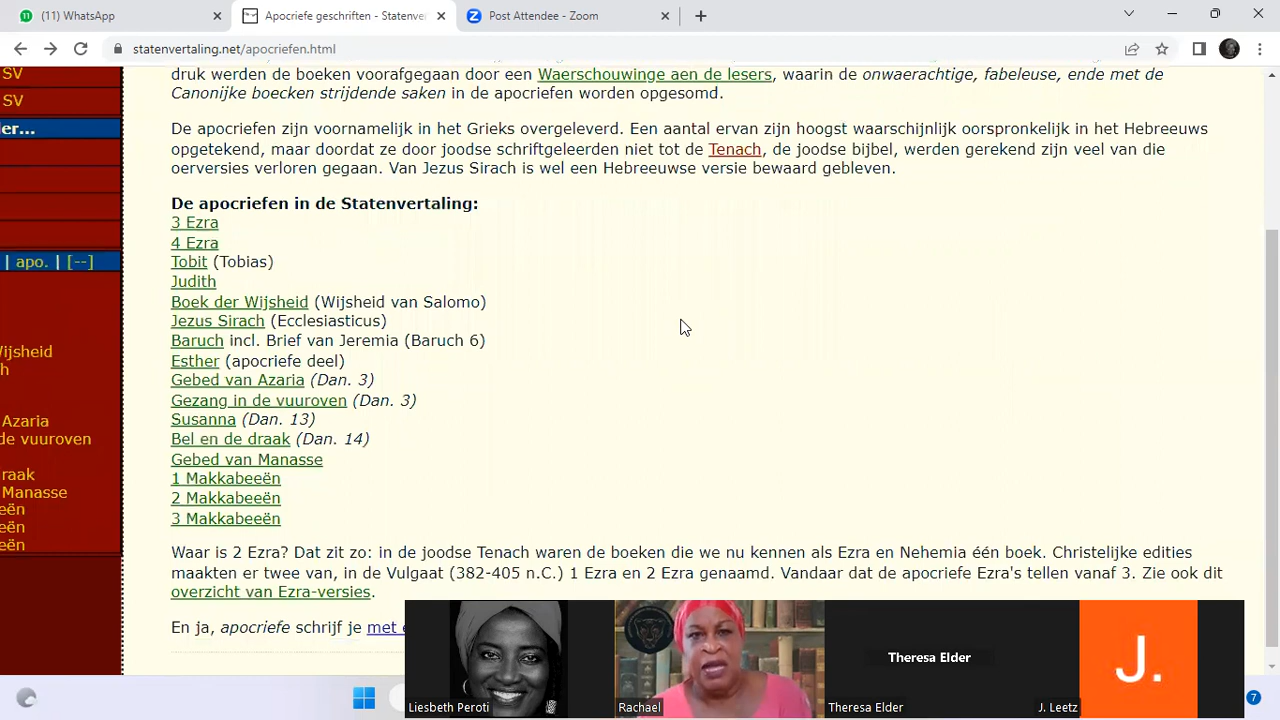 (11) WhatsApp
Apocriefe geschriften - Statenve
Post Attendee - Zoom
statenvertaling.net/apocriefen.html
SV
SV
er...
| apo. | [--]
Wijsheid
h
Azaria
de vuuroven
raak
Manasse
eën
eën
eën
druk werden de boeken voorafgegaan door een Waerschouwinge aen de lesers, waarin de onwaerachtige, fabeleuse, ende met de
Canonijke boecken strijdende saken in de apocriefen worden opgesomd.
De apocriefen zijn voornamelijk in het Grieks overgeleverd. Een aantal ervan zijn hoogst waarschijnlijk oorspronkelijk in het Hebreeuws
opgetekend, maar doordat ze door joodse schriftgeleerden niet tot de Tenach, de joodse bijbel, werden gerekend zijn veel van die
oerversies verloren gegaan. Van Jezus Sirach is wel een Hebreeuwse versie bewaard gebleven.
De apocriefen in de Statenvertaling:
3 Ezra
4 Ezra
Tobit (Tobias)
Judith
Boek der Wijsheid (Wijsheid van Salomo)
Jezus Sirach (Ecclesiasticus)
Baruch incl. Brief van Jeremia (Baruch 6)
Esther (apocriefe deel)
Gebed van Azaria (Dan. 3)
Gezang in de vuuroven (Dan. 3)
Susanna (Dan. 13)
Bel en de draak (Dan. 14)
Gebed van Manasse
1 Makkabeeën
2 Makkabeeën
3 Makkabeeën
Waar is 2 Ezra? Dat zit zo: in de joodse Tenach waren de boeken die we nu kennen als Ezra en Nehemia één boek. Christelijke edities
maakten er twee van, in de Vulgaat (382-405 n.C.) 1 Ezra en 2 Ezra genaamd. Vandaar dat de apocriefe Ezra's tellen vanaf 3. Zie ook dit
overzicht van Ezra-versies.
En ja, apocriefe schrijf je met
Theresa Elder
J.
Liesbeth Peroti
Rachael
Theresa Elder
J. Leetz
7